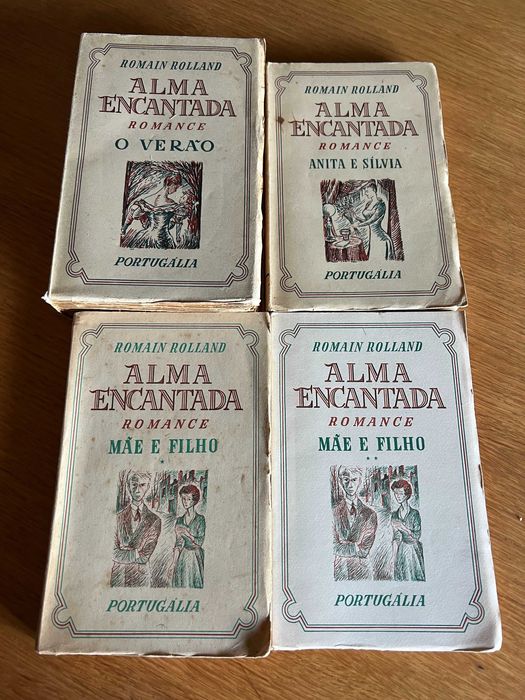 ROMAIN ROLLAND
ALMA
ENCANTADA
ROMANCE
O VERÃO
PORTUGÁLIA
ROMAIN ROLLAND
ALMA
ENCANTADA
ROMANCE
ANITA E SÍLVIA
PORTUGÁLIA
ROMAIN ROLLAND
ALMA
ENCANTADA
ROMANCE
MÃE E FILHO
*
PORTUGÁLIA
ROMAIN ROLLAND
ALMA
ENCANTADA
ROMANCE
MÃE E FILHO
**
PORTUGÁLIA